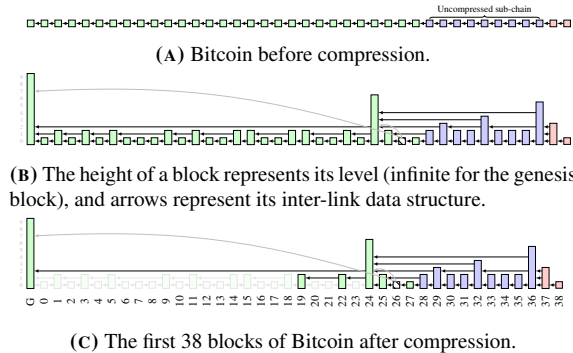 Uncompressed sub-chain
(A) Bitcoin before compression.
(B) The height of a block represents its level (infinite for the genesis
block), and arrows represent its inter-link data structure.
G 0 1 2 3 4 5 6 7 8 9 10 11 12 13 14 15 16 17 18 19 20 21 22 23 24 25 26 27 28 29 30 31 32 33 34 35 36 37 38
(C) The first 38 blocks of Bitcoin after compression.